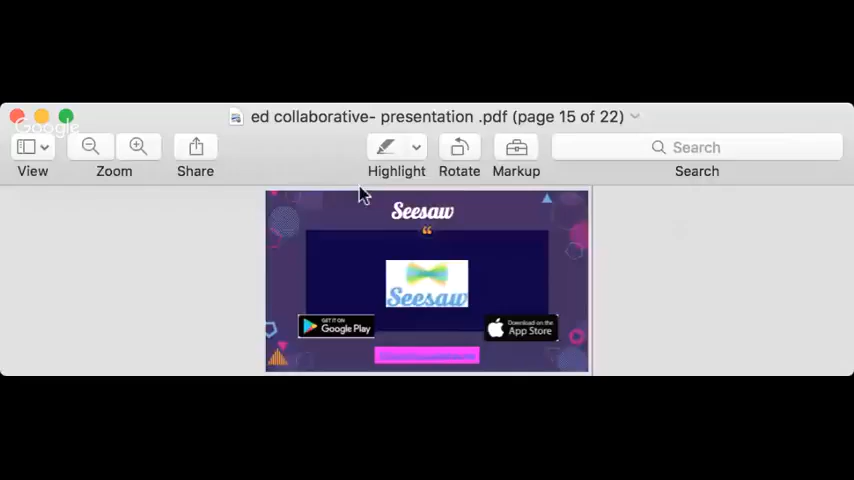 ed collaborative- presentation .pdf (page 15 of 22)
Google
Search
View
Zoom
Share
Highlight
Rotate
Markup
Search
Seesaw
“
Seesaw
GET IT ON
Google Play
Download on the
App Store